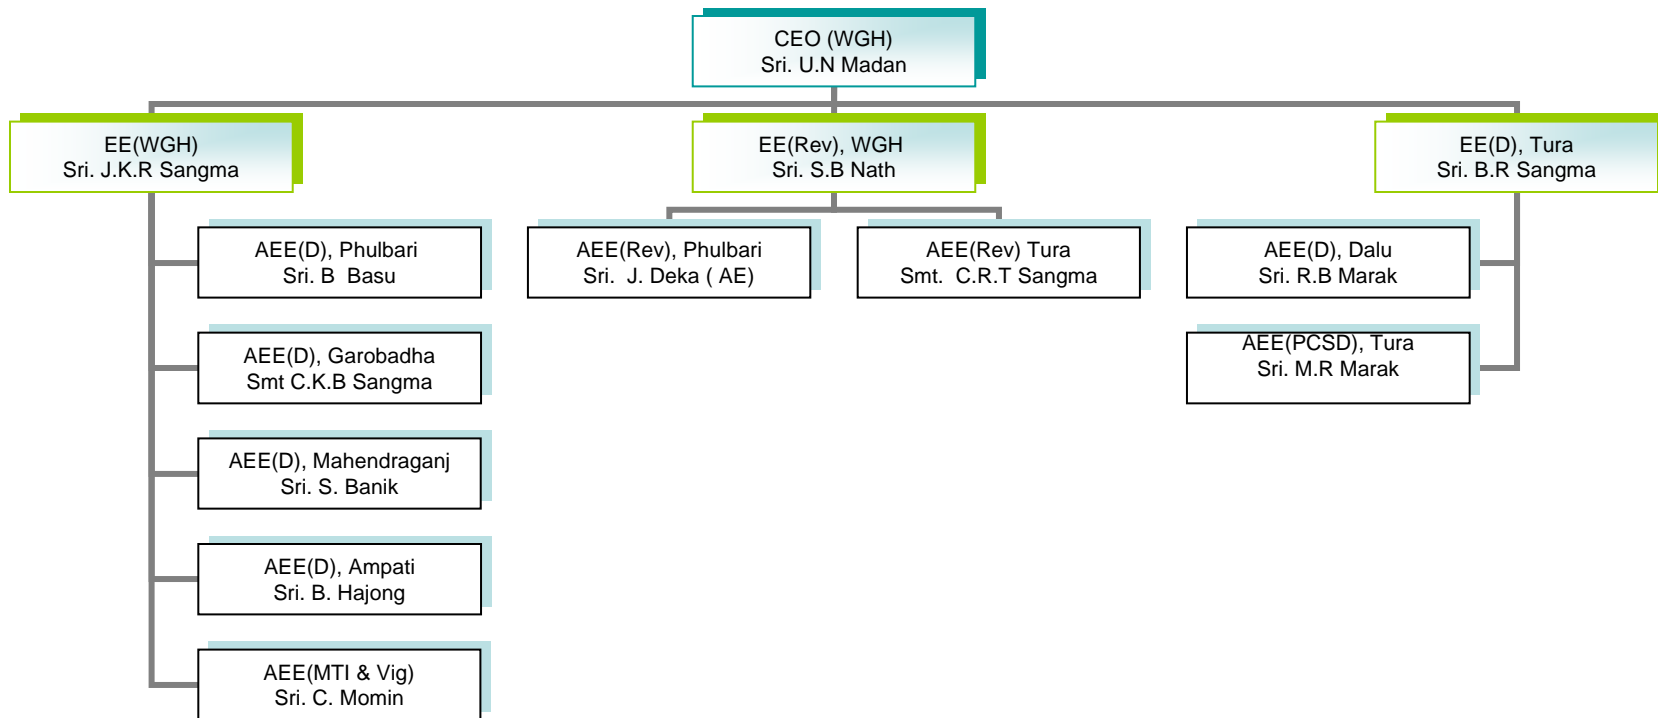 CEO (WGH)
Sri. U.N Madan
EE(WGH)
Sri. J.K.R Sangma
EE(Rev), WGH
Sri. S.B Nath
EE(D), Tura
Sri. B.R Sangma
AEE(D), Phulbari
Sri. B  Basu
AEE(Rev), Phulbari
Sri.  J. Deka ( AE)
AEE(Rev) Tura
Smt.  C.R.T Sangma
AEE(D), Dalu
Sri. R.B Marak
AEE(D), Garobadha
Smt C.K.B Sangma
AEE(PCSD), Tura
Sri. M.R Marak
AEE(D), Mahendraganj
Sri. S. Banik
AEE(D), Ampati
Sri. B. Hajong
AEE(MTI & Vig)
Sri. C. Momin